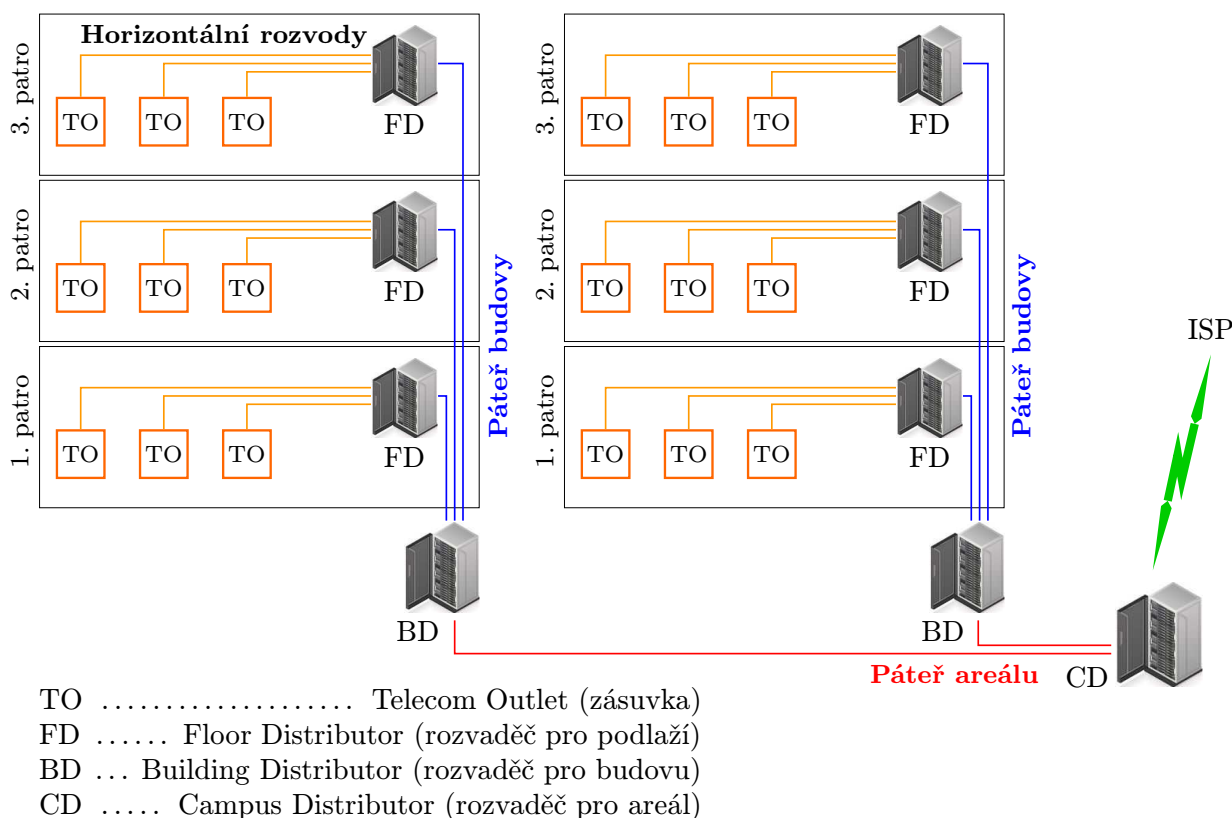 Horizontální rozvody
3. patro
TO TO TO
FD
3. patro
TO TO TO
FD
2. patro
TO TO TO
FD
2. patro
TO TO TO
FD
1. patro
TO TO TO
FD
1. patro
TO TO TO
FD
Páteř budovy
Páteř budovy
ISP
BD
BD
Páteř areálu
CD
TO .................... Telecom Outlet (zásuvka)
FD ...... Floor Distributor (rozvaděč pro podlaží)
BD ... Building Distributor (rozvaděč pro budovu)
CD ..... Campus Distributor (rozvaděč pro areál)